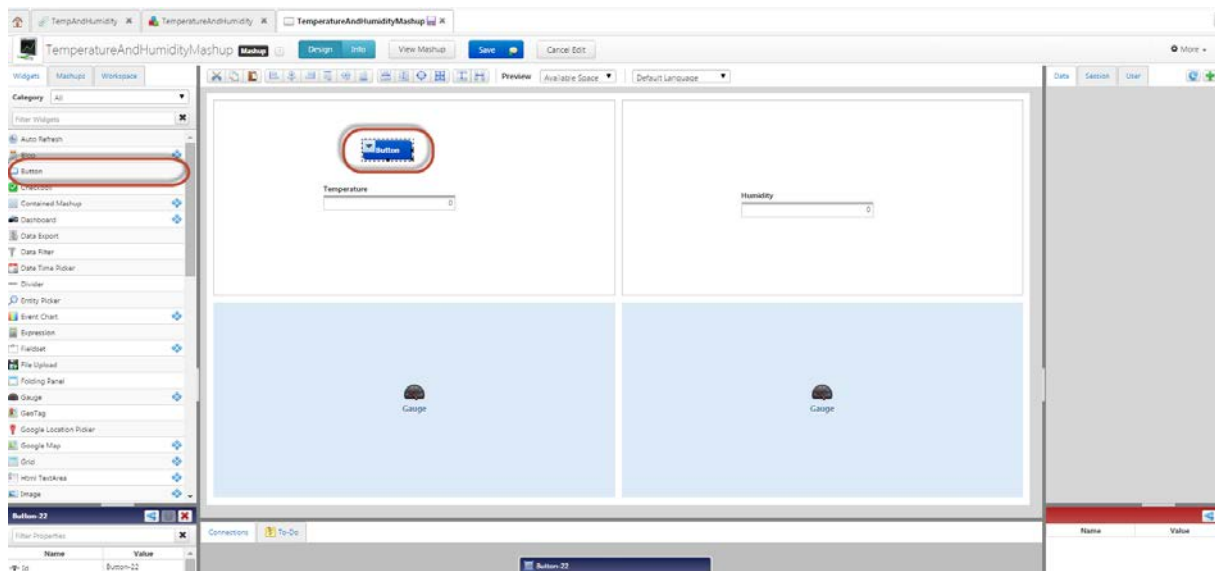 TempAndHumidity
TemperatureAndHumidity
TemperatureAndHumidityMashup
TemperatureAndHumidityMashup Mashup
Design Info View Mashup Save Cancel Edit More
Widgets Mashups Workspace
Preview Available Space Default Language
Data Session User
Category All
Filter Widgets
Auto Refresh
Blog
Button
Checkbox
Contained Mashup
Dashboard
Data Export
Data Filter
Date Time Picker
Divider
Entity Picker
Event Chart
Expression
Fieldset
File Upload
Folding Panel
Gauge
GeoTag
Google Location Picker
Google Map
Grid
Html TextArea
Image
Button
Temperature
0
Humidity
0
Gauge
Gauge
Button-22
Filter Properties
Name Value
Id Button-22
Connections To-Do
Button-22
Name Value